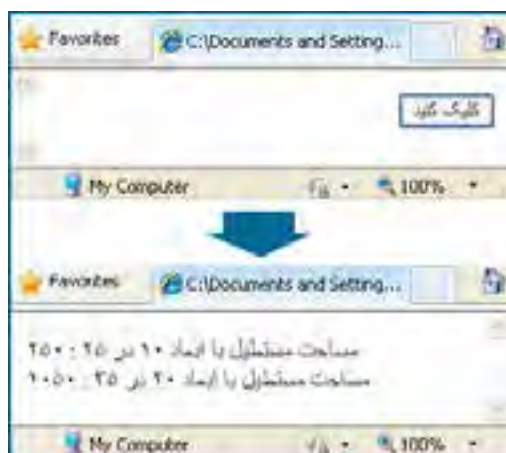 Favorites C:\Documents and Setting...
کلیک کنید
My Computer 100%
Favorites C:\Documents and Setting...
مساحت مستطیل با ابعاد ۱۰ در ۲۵ : ۲۵۰
مساحت مستطیل با ابعاد ۳۰ در ۳۵ : ۱۰۵۰
My Computer 100%